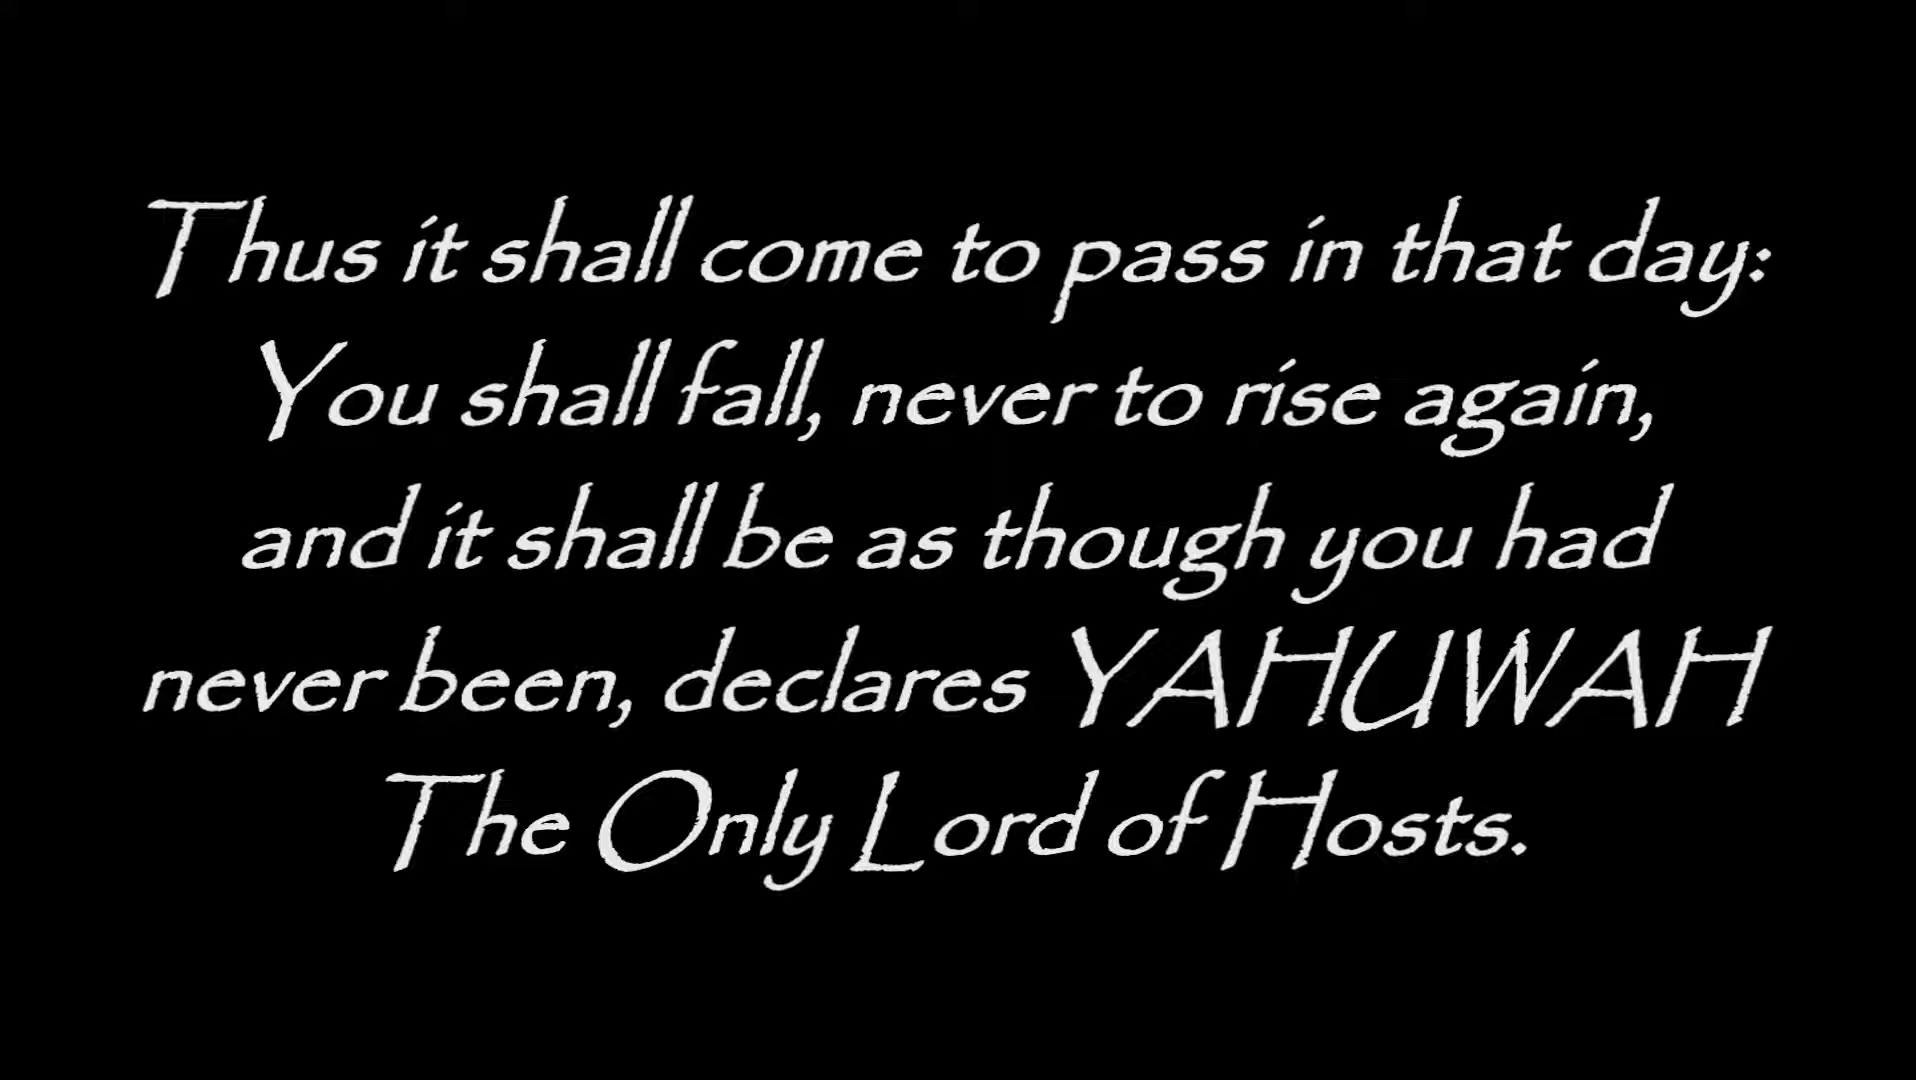 Thus it shall come to pass in that day:
You shall fall, never to rise again,
and it shall be as though you had
never been, declares YAHUWAH
The Only Lord of Hosts.